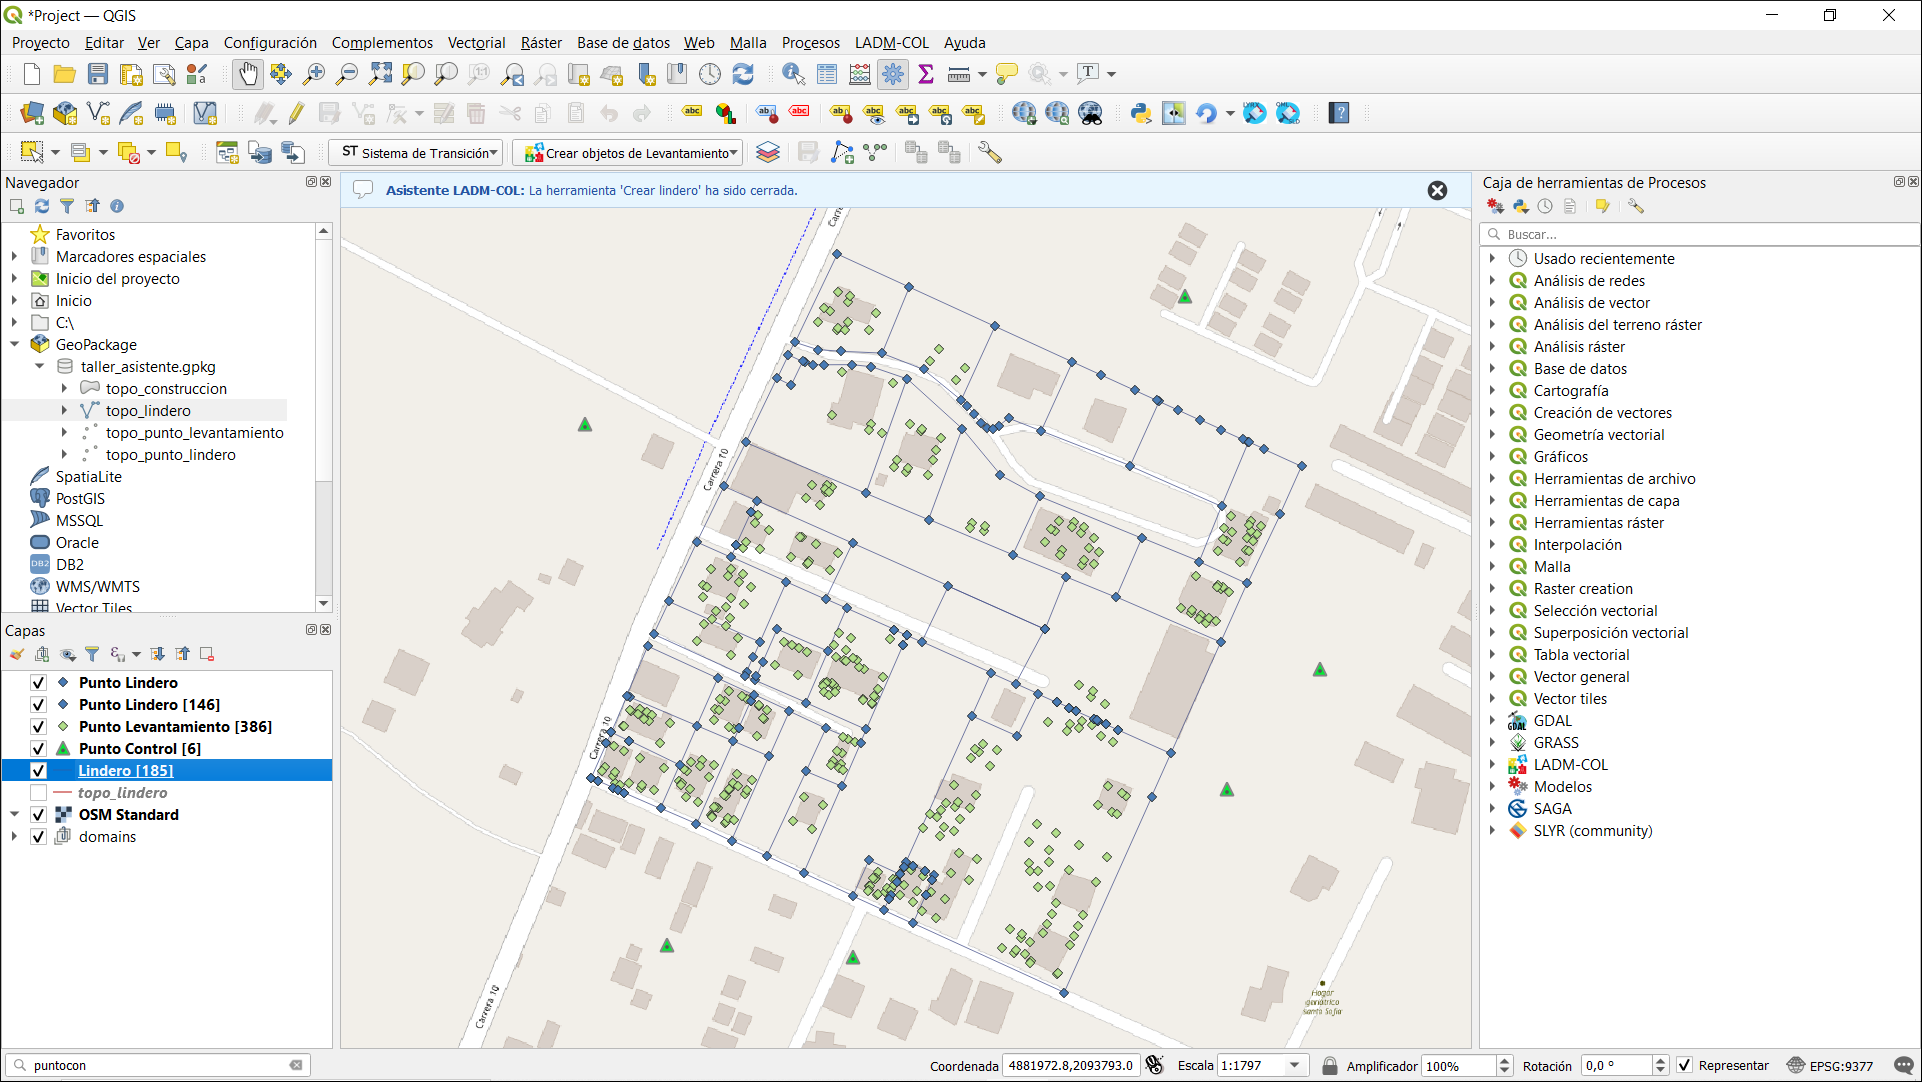 *Project — QGIS
Proyecto Editar Ver Capa Configuración Complementos Vectorial Ráster Base de datos Web Malla Procesos LADM-COL Ayuda
ST Sistema de Transición
Crear objetos de Levantamiento
Navegador
Favoritos
Marcadores espaciales
Inicio del proyecto
Inicio
C:\
GeoPackage
taller_asistente.gpkg
topo_construccion
topo_lindero
topo_punto_levantamiento
topo_punto_lindero
SpatiaLite
PostGIS
MSSQL
Oracle
DB2
WMS/WMTS
Vector Tiles
Capas
Punto Lindero
Punto Lindero [146]
Punto Levantamiento [386]
Punto Control [6]
Lindero [185]
topo_lindero
OSM Standard
domains
Asistente LADM-COL: La herramienta 'Crear lindero' ha sido cerrada.
Carrera 10
Carrera 10
Carrera 10
Hogar
geriátrico
santa Sofía
Caja de herramientas de Procesos
Buscar...
Usado recientemente
Análisis de redes
Análisis de vector
Análisis del terreno ráster
Análisis ráster
Base de datos
Cartografía
Creación de vectores
Geometría vectorial
Gráficos
Herramientas de archivo
Herramientas de capa
Herramientas ráster
Interpolación
Malla
Raster creation
Selección vectorial
Superposición vectorial
Tabla vectorial
Vector general
Vector tiles
GDAL
GRASS
LADM-COL
Modelos
SAGA
SLYR (community)
puntocon
Coordenada 4881972.8,2093793.0 Escala 1:1797 Amplificador 100% Rotación 0,0 ° Representar EPSG:9377